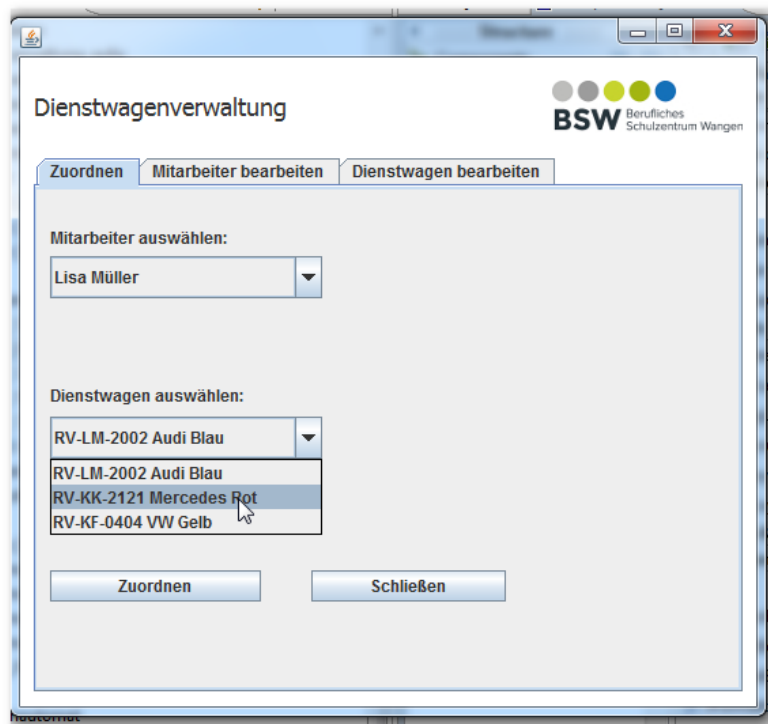 Dienstwagenverwaltung
BSW Berufliches
Schulzentrum Wangen
Zuordnen Mitarbeiter bearbeiten Dienstwagen bearbeiten
Mitarbeiter auswählen:
Lisa Müller
Dienstwagen auswählen:
RV-LM-2002 Audi Blau
RV-LM-2002 Audi Blau
RV-KK-2121 Mercedes Rot
RV-KF-0404 VW Gelb
Zuordnen Schließen